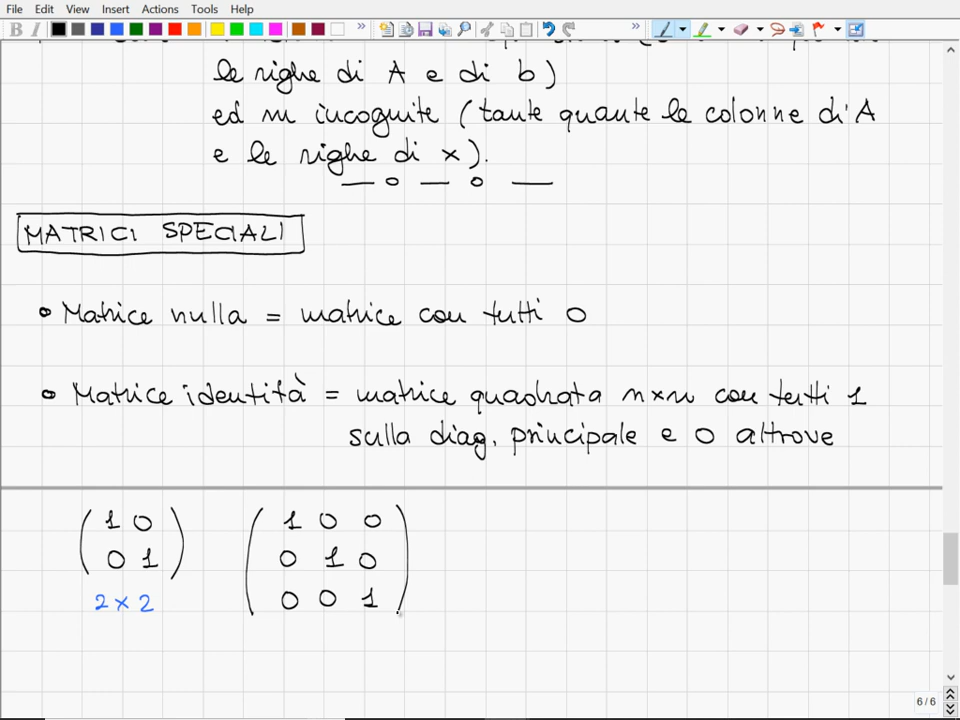 File Edit View Insert Actions Tools Help
B I » »
le righe di A e di b)
ed m incognite (tante quante le colonne di A
e le righe di x).
MATRICI SPECIALI
• Matrice nulla = matrice con tutti 0
• Matrice identità = matrice quadrata n×n con tutti 1
sulla diag. principale e 0 altrove
1 0 1 0 0
0 1 0 1 0
2 × 2 0 0 1
6 / 6